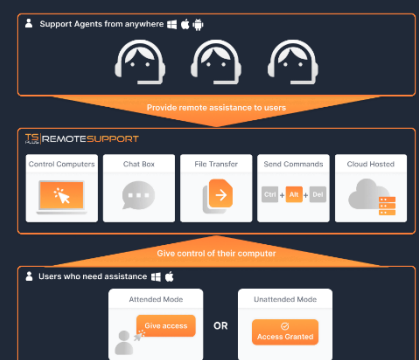 Support Agents from anywhere
Provide remote assistance to users
TS PLUS REMOTESUPPORT
Control Computers
Chat Box
File Transfer
Send Commands
Cloud Hosted
Ctrl + Alt + Del
Give control of their computer
Users who need assistance
Attended Mode
Unattended Mode
Give access
OR
Access Granted